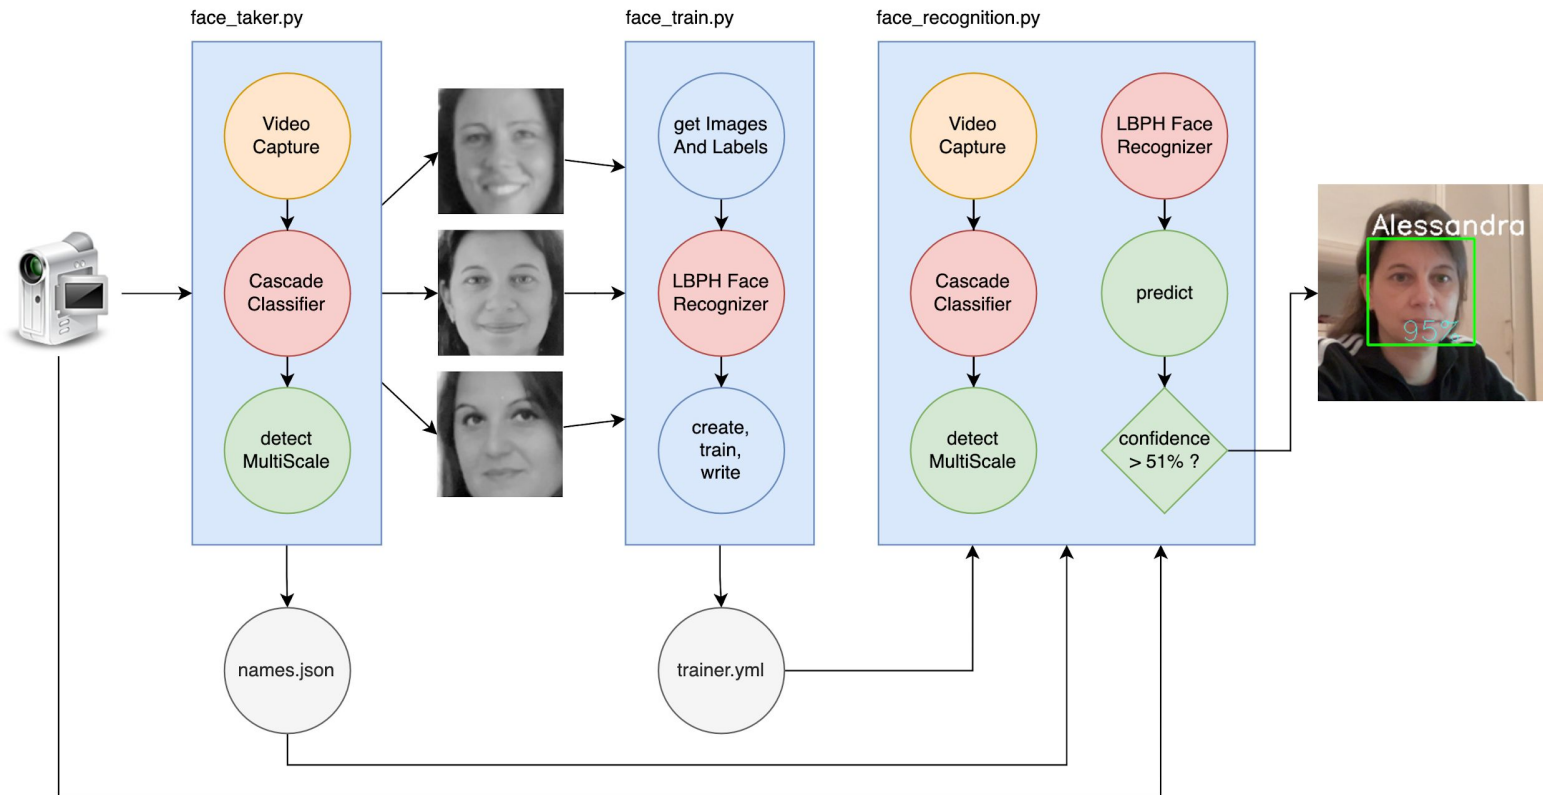 face_taker.py
face_train.py
face_recognition.py
Video
Capture
get Images
And Labels
Video
Capture
LBPH Face
Recognizer
Alessandra
Cascade
Classifier
LBPH Face
Recognizer
Cascade
Classifier
predict
95%
detect
MultiScale
create,
train,
write
detect
MultiScale
confidence
> 51% ?
names.json
trainer.yml